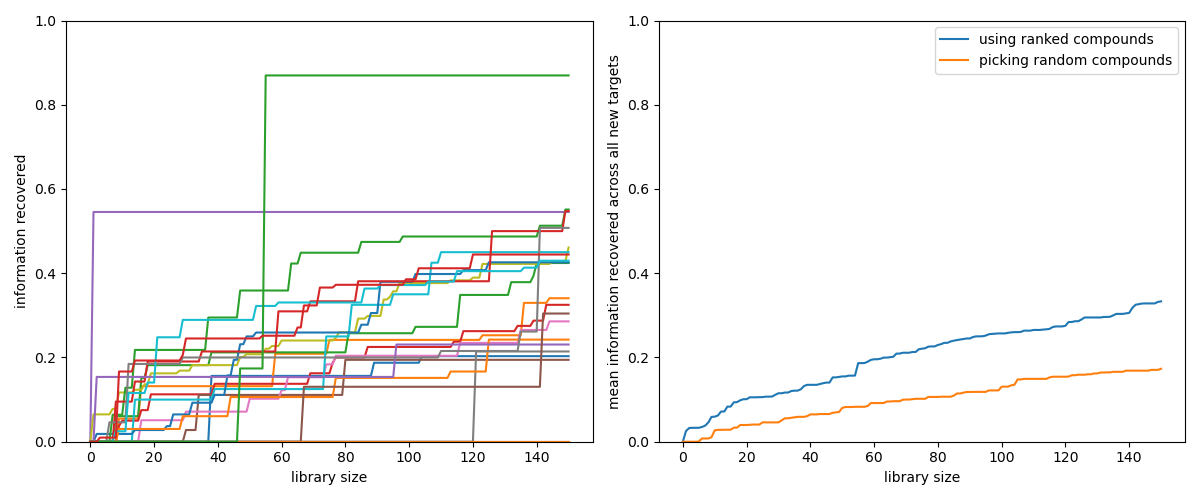 1.0
0.8
0.6
0.4
0.2
0.0
information recovered
0 20 40 60 80 100 120 140
library size
1.0
0.8
0.6
0.4
0.2
0.0
mean information recovered across all new targets
using ranked compounds
picking random compounds
0 20 40 60 80 100 120 140
library size